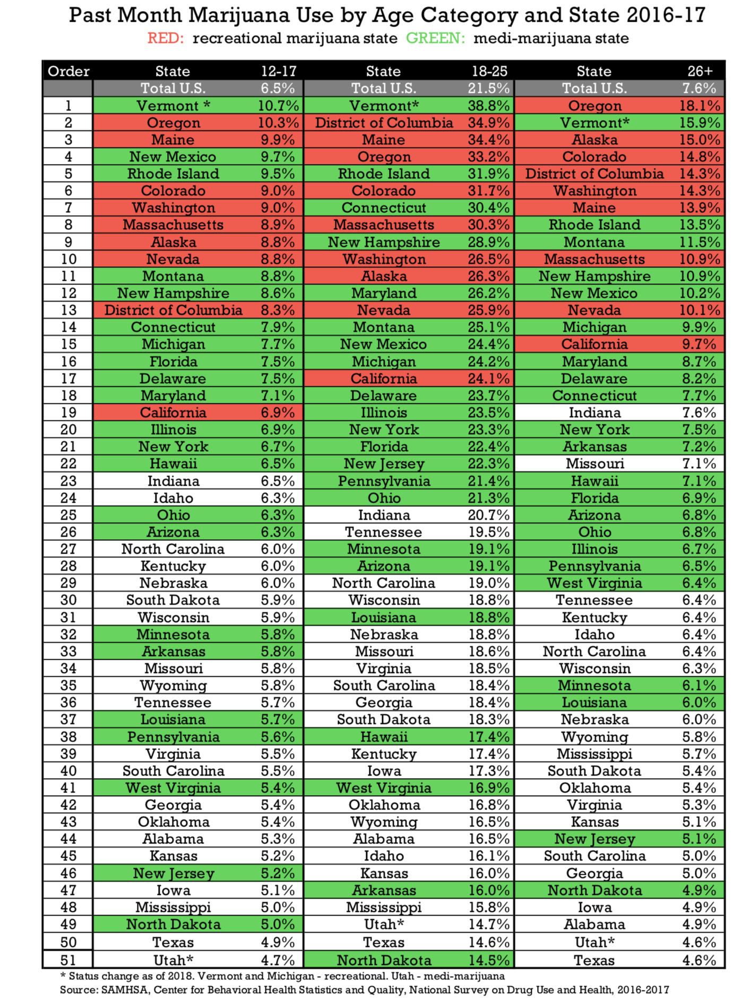 Past Month Marijuana Use by Age Category and State 2016-17
RED: recreational marijuana state GREEN: medi-marijuana state
Order State 12-17 State 18-25 State 26+
Total U.S. 6.5% Total U.S. 21.5% Total U.S. 7.6%
1 Vermont * 10.7% Vermont* 38.8% Oregon 18.1%
2 Oregon 10.3% District of Columbia 34.9% Vermont* 15.9%
3 Maine 9.9% Maine 34.4% Alaska 15.0%
4 New Mexico 9.7% Oregon 33.2% Colorado 14.8%
5 Rhode Island 9.5% Rhode Island 31.9% District of Columbia 14.3%
6 Colorado 9.0% Colorado 31.7% Washington 14.3%
7 Washington 9.0% Connecticut 30.4% Maine 13.9%
8 Massachusetts 8.9% Massachusetts 30.3% Rhode Island 13.5%
9 Alaska 8.8% New Hampshire 28.9% Montana 11.5%
10 Nevada 8.8% Washington 26.5% Massachusetts 10.9%
11 Montana 8.8% Alaska 26.3% New Hampshire 10.9%
12 New Hampshire 8.6% Maryland 26.2% New Mexico 10.2%
13 District of Columbia 8.3% Nevada 25.9% Nevada 10.1%
14 Connecticut 7.9% Montana 25.1% Michigan 9.9%
15 Michigan 7.7% New Mexico 24.4% California 9.7%
16 Florida 7.5% Michigan 24.2% Maryland 8.7%
17 Delaware 7.5% California 24.1% Delaware 8.2%
18 Maryland 7.1% Delaware 23.7% Connecticut 7.7%
19 California 6.9% Illinois 23.5% Indiana 7.6%
20 Illinois 6.9% New York 23.3% New York 7.5%
21 New York 6.7% Florida 22.4% Arkansas 7.2%
22 Hawaii 6.5% New Jersey 22.3% Missouri 7.1%
23 Indiana 6.5% Pennsylvania 21.4% Hawaii 7.1%
24 Idaho 6.3% Ohio 21.3% Florida 6.9%
25 Ohio 6.3% Indiana 20.7% Arizona 6.8%
26 Arizona 6.3% Tennessee 19.5% Ohio 6.8%
27 North Carolina 6.0% Minnesota 19.1% Illinois 6.7%
28 Kentucky 6.0% Arizona 19.1% Pennsylvania 6.5%
29 Nebraska 6.0% North Carolina 19.0% West Virginia 6.4%
30 South Dakota 5.9% Wisconsin 18.8% Tennessee 6.4%
31 Wisconsin 5.9% Louisiana 18.8% Kentucky 6.4%
32 Minnesota 5.8% Nebraska 18.8% Idaho 6.4%
33 Arkansas 5.8% Missouri 18.6% North Carolina 6.4%
34 Missouri 5.8% Virginia 18.5% Wisconsin 6.3%
35 Wyoming 5.8% South Carolina 18.4% Minnesota 6.1%
36 Tennessee 5.7% Georgia 18.4% Louisiana 6.0%
37 Louisiana 5.7% South Dakota 18.3% Nebraska 6.0%
38 Pennsylvania 5.6% Hawaii 17.4% Wyoming 5.8%
39 Virginia 5.5% Kentucky 17.4% Mississippi 5.7%
40 South Carolina 5.5% Iowa 17.3% South Dakota 5.4%
41 West Virginia 5.4% West Virginia 16.9% Oklahoma 5.4%
42 Georgia 5.4% Oklahoma 16.8% Virginia 5.3%
43 Oklahoma 5.4% Wyoming 16.5% Kansas 5.1%
44 Alabama 5.3% Alabama 16.5% New Jersey 5.1%
45 Kansas 5.2% Idaho 16.1% South Carolina 5.0%
46 New Jersey 5.2% Kansas 16.0% Georgia 5.0%
47 Iowa 5.1% Arkansas 16.0% North Dakota 4.9%
48 Mississippi 5.0% Mississippi 15.8% Iowa 4.9%
49 North Dakota 5.0% Utah* 14.7% Alabama 4.9%
50 Texas 4.9% Texas 14.6% Utah* 4.6%
51 Utah* 4.7% North Dakota 14.5% Texas 4.6%
* Status change as of 2018. Vermont and Michigan - recreational. Utah - medi-marijuana
Source: SAMHSA, Center for Behavioral Health Statistics and Quality, National Survey on Drug Use and Health, 2016-2017